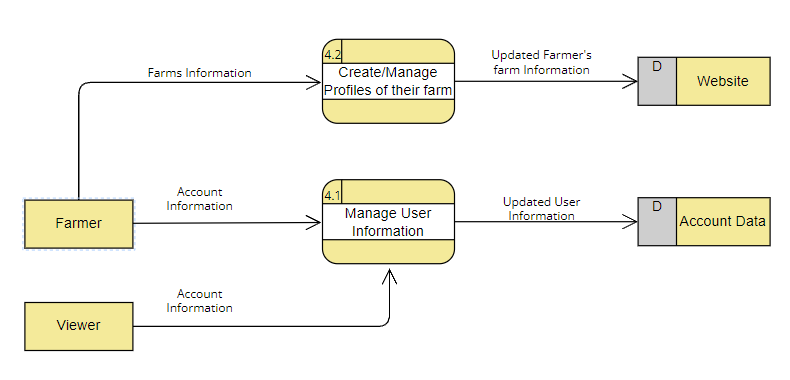 4.2
Create/Manage
Profiles of their farm
Farms Information
Updated Farmer's
farm Information
D
Website
Farmer
Account
Information
4.1
Manage User
Information
Updated User
Information
D
Account Data
Viewer
Account
Information